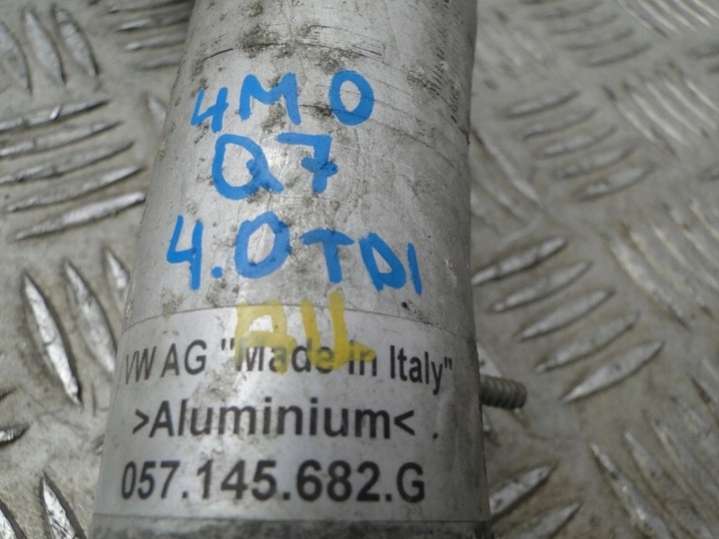 4M0
Q7
4.0TDI
AU
VW AG "Made in Italy"
>Aluminium<
057.145.682.G